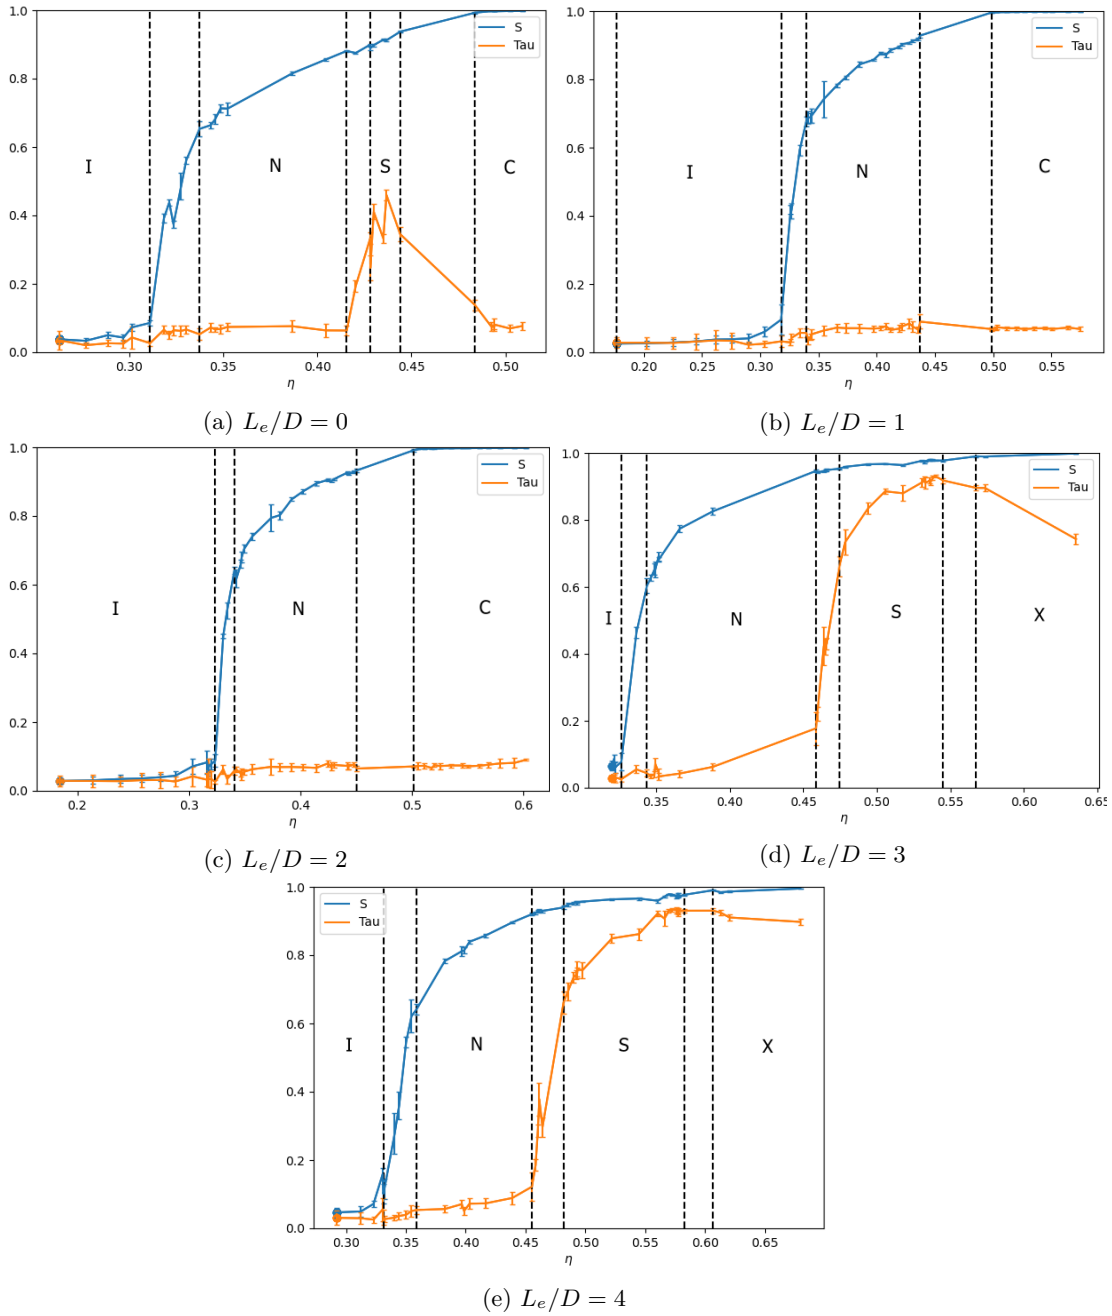 1.0
0.8
0.6
0.4
0.2
0.0
S
Tau
I
N
S
C
0.30
0.35
0.40
0.45
0.50
η
(a) L_e/D = 0
1.0
0.8
0.6
0.4
0.2
0.0
S
Tau
I
N
C
0.20
0.25
0.30
0.35
0.40
0.45
0.50
0.55
η
(b) L_e/D = 1
1.0
0.8
0.6
0.4
0.2
0.0
S
Tau
I
N
C
0.2
0.3
0.4
0.5
0.6
η
(c) L_e/D = 2
1.0
0.8
0.6
0.4
0.2
0.0
S
Tau
I
N
S
X
0.35
0.40
0.45
0.50
0.55
0.60
0.65
η
(d) L_e/D = 3
1.0
0.8
0.6
0.4
0.2
0.0
S
Tau
I
N
S
X
0.30
0.35
0.40
0.45
0.50
0.55
0.60
0.65
η
(e) L_e/D = 4